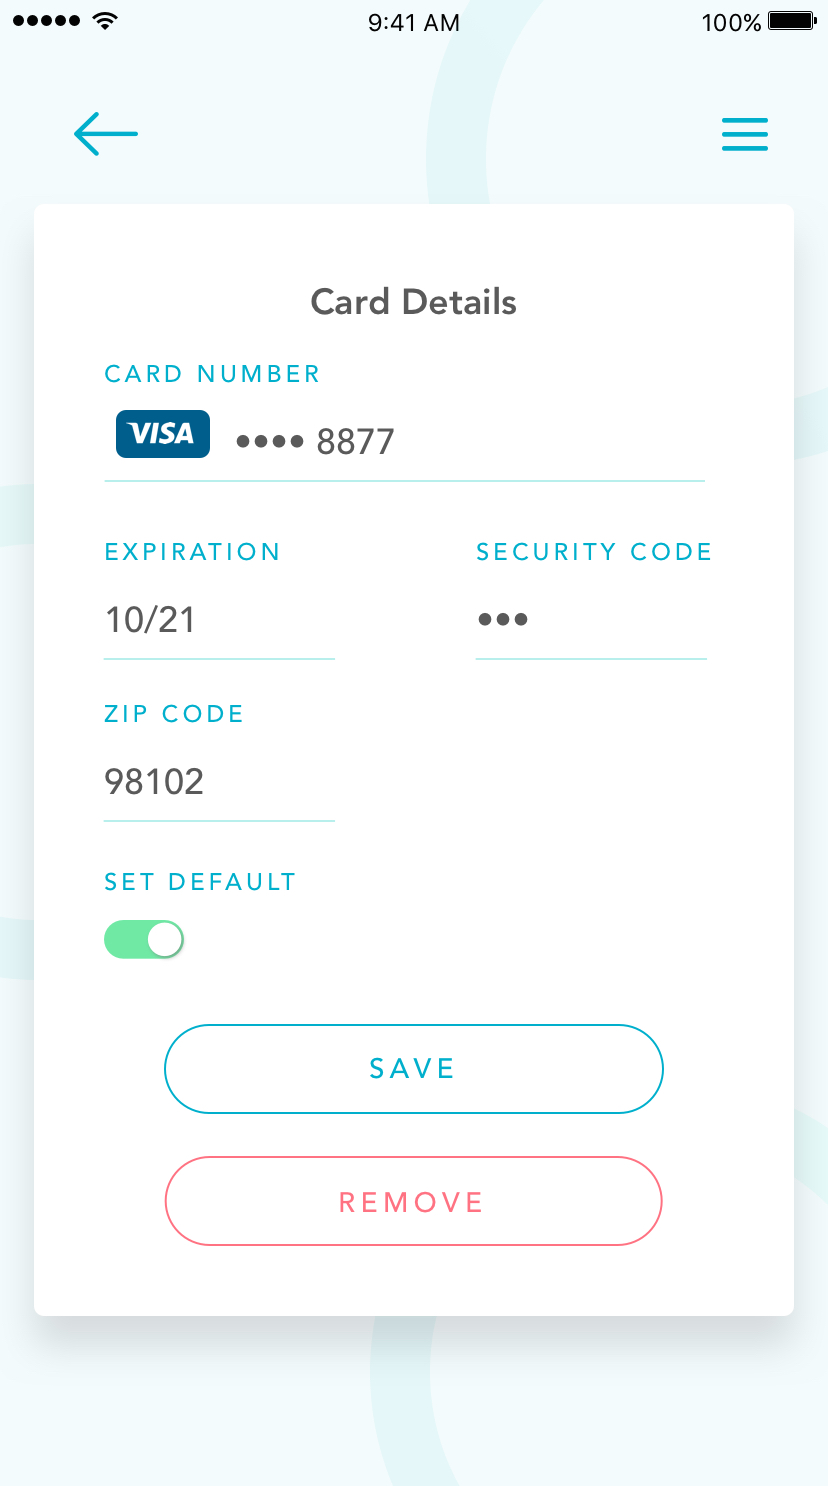 9:41 AM 100%
Card Details
CARD NUMBER
VISA •••• 8877
EXPIRATION SECURITY CODE
10/21 •••
ZIP CODE
98102
SET DEFAULT
SAVE
REMOVE